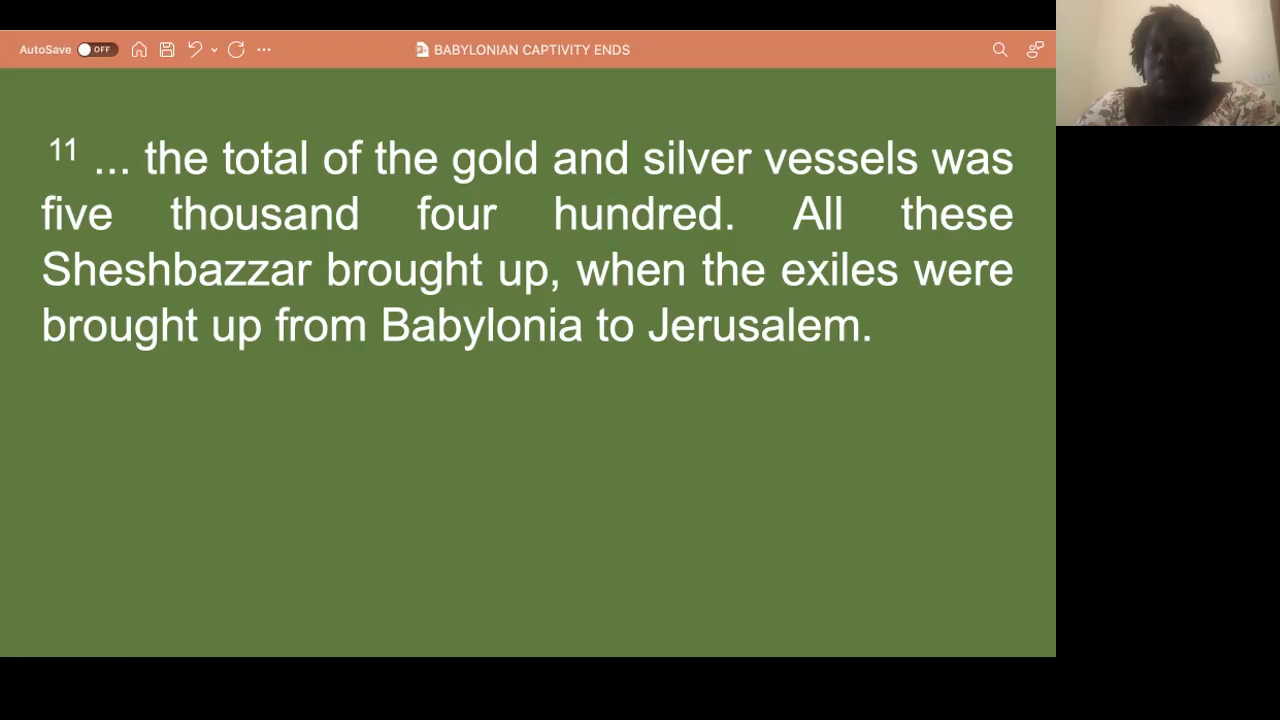 AutoSave OFF BABYLONIAN CAPTIVITY ENDS
11 ... the total of the gold and silver vessels was
five thousand four hundred. All these
Sheshbazzar brought up, when the exiles were
brought up from Babylonia to Jerusalem.